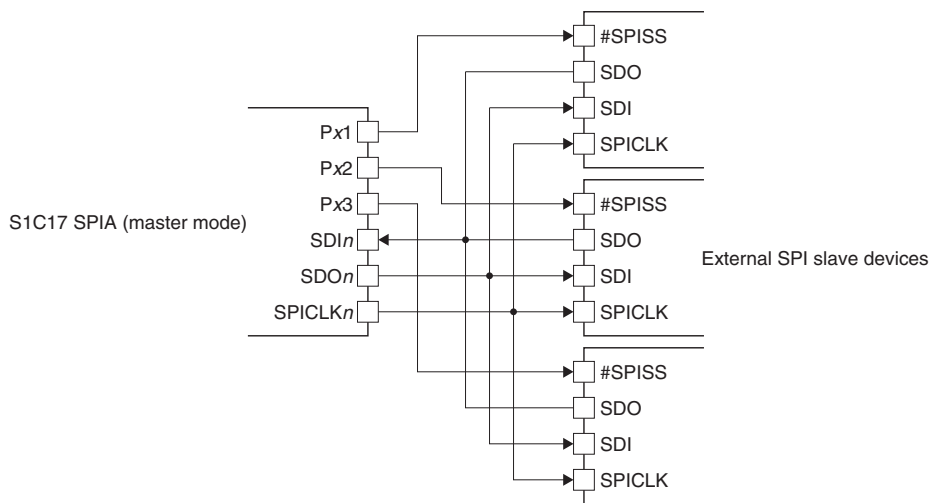 S1C17 SPIA (master mode)
Px1
Px2
Px3
SDIn
SDOn
SPICLKn
#SPISS
SDO
SDI
SPICLK
#SPISS
SDO
SDI
SPICLK
#SPISS
SDO
SDI
SPICLK
External SPI slave devices